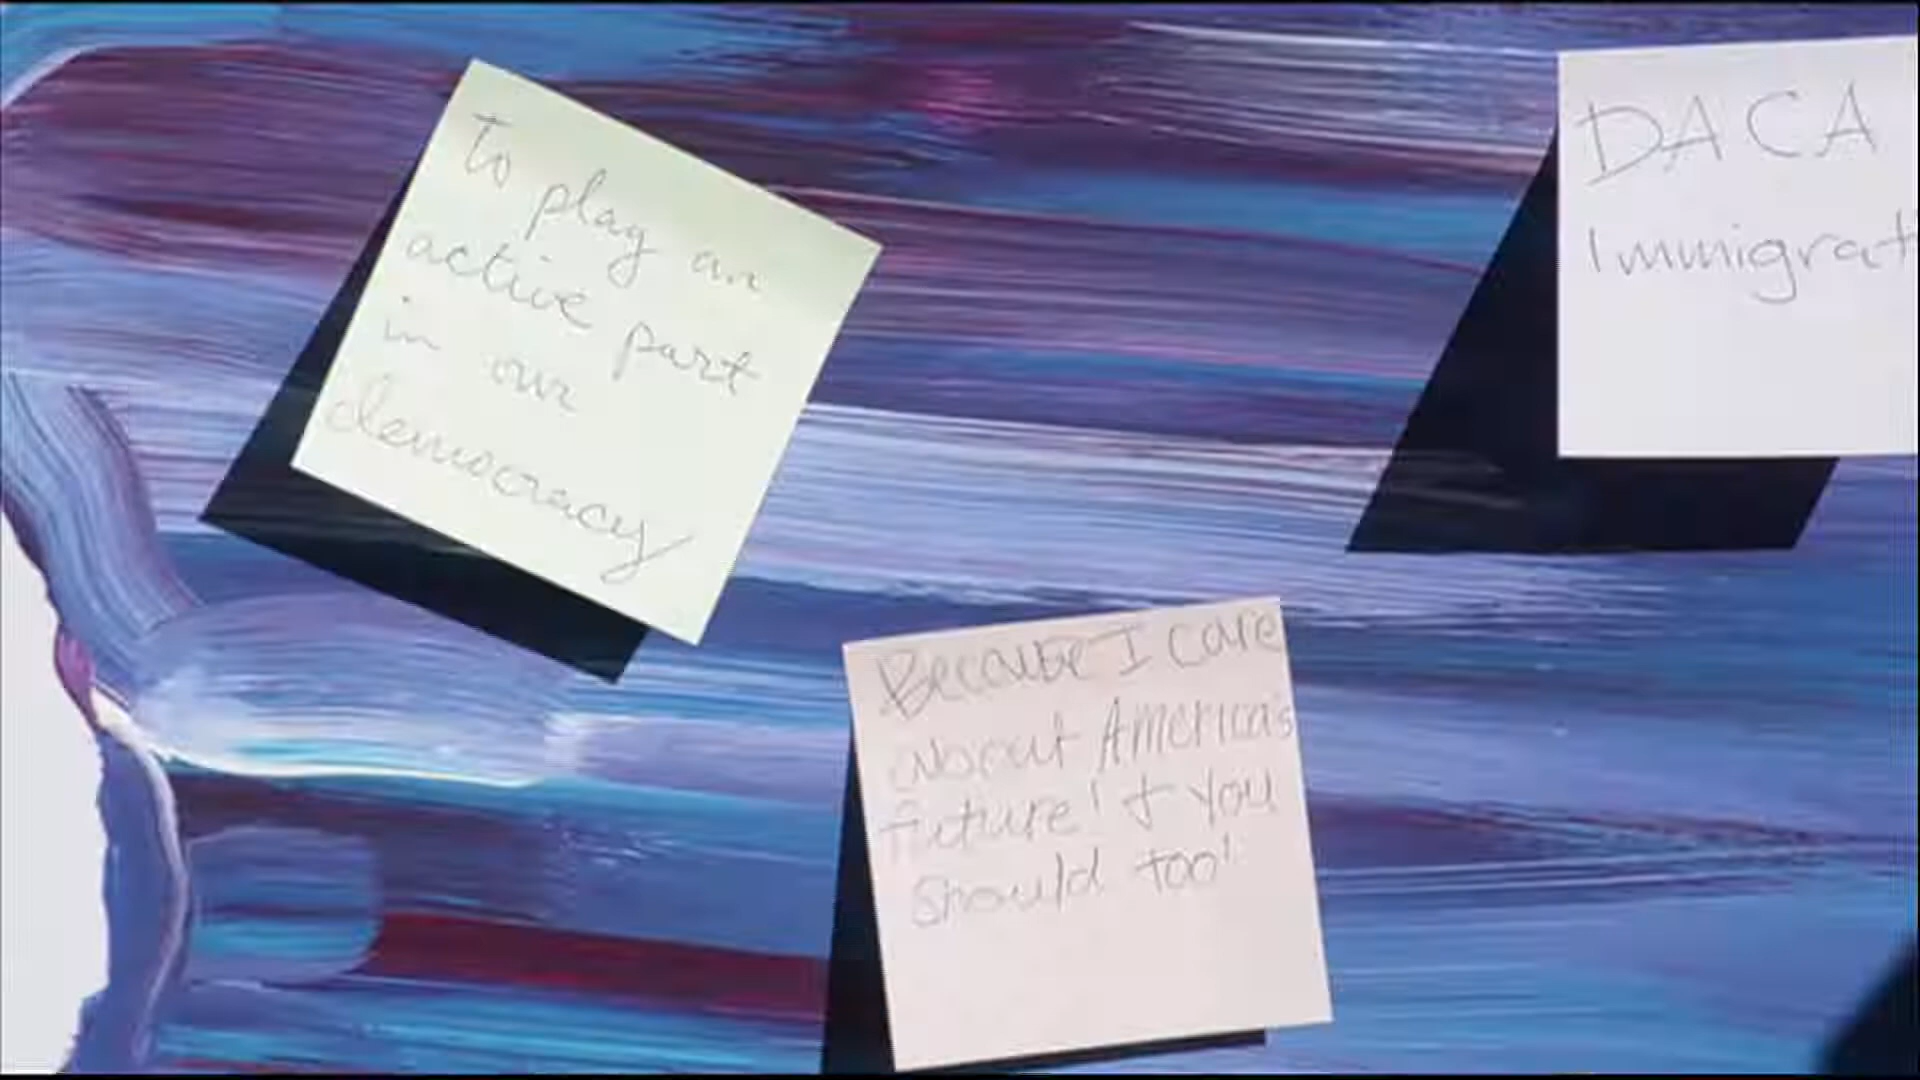 To
play an
active part
in our
democracy
DACA
Immigrat
Because I care
about America's
future! & you
should too!